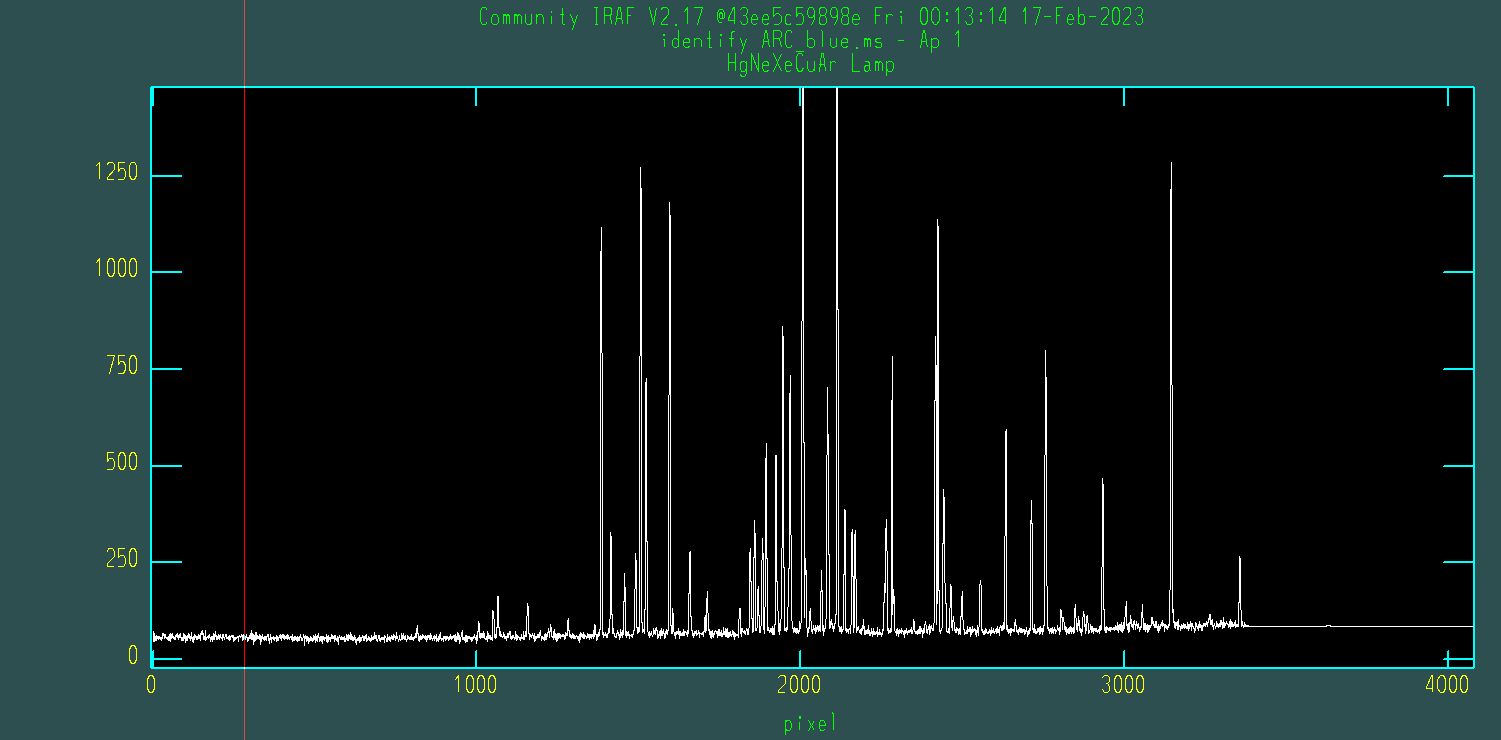 Community IRAF V2.17 @43ee5c59898e Fri 00:13:14 17-Feb-2023
identify ARC_blue.ms - Ap 1
HgNeXeCuAr Lamp
1250
1000
750
500
250
0
0 1000 2000 3000 4000
pixel